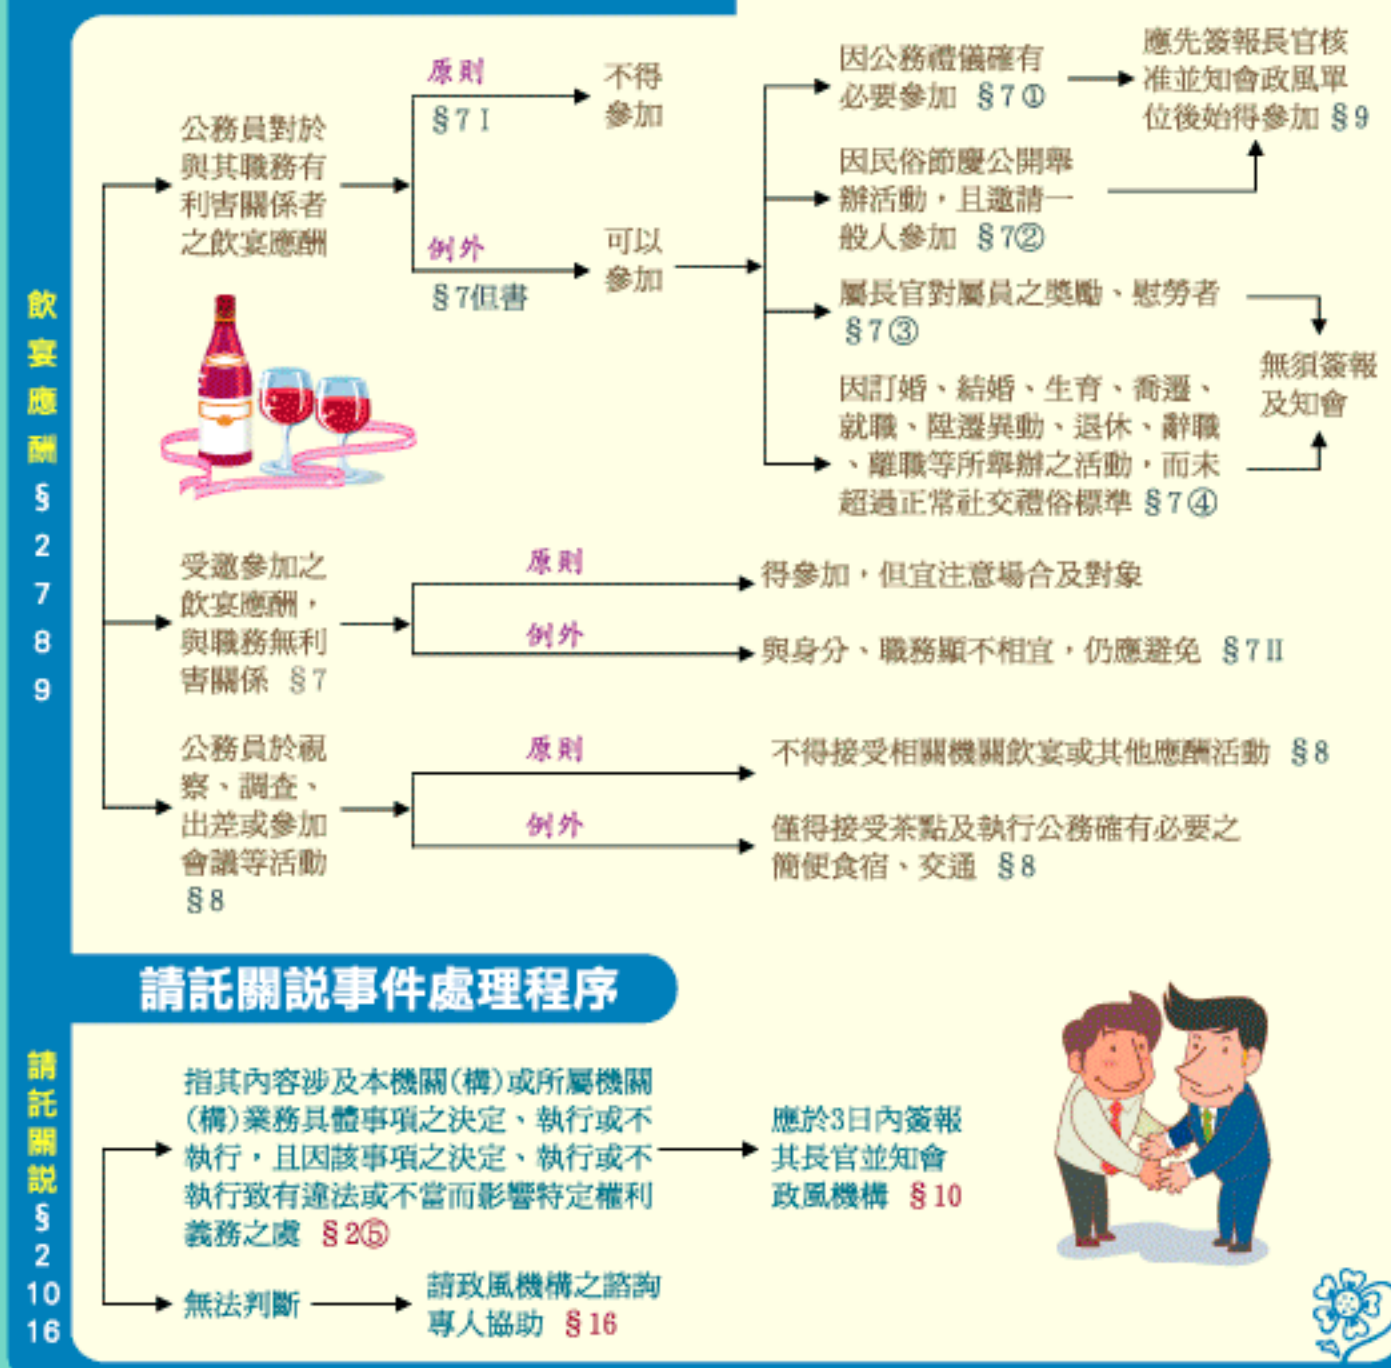 飲宴應酬§2789
公務員對於
與其職務有
利害關係者
之飲宴應酬
原則
§7 I
不得
參加
例外
§7但書
可以
參加
因公務禮儀確有
必要參加 §7①
應先簽報長官核
准並知會政風單
位後始得參加 §9
因民俗節慶公開舉
辦活動，且邀請一
般人參加 §7②
屬長官對屬員之獎勵、慰勞者
§7③
因訂婚、結婚、生育、喬遷、
就職、陞遷異動、退休、辭職
、離職等所舉辦之活動，而未
超過正常社交禮俗標準 §7④
無須簽報
及知會
受邀參加之
飲宴應酬，
與職務無利
害關係 §7
原則
得參加，但宜注意場合及對象
例外
與身分、職務顯不相宜，仍應避免 §7 II
公務員於視
察、調查、
出差或參加
會議等活動
§8
原則
不得接受相關機關飲宴或其他應酬活動 §8
例外
僅得接受茶點及執行公務確有必要之
簡便食宿、交通 §8
請託關説事件處理程序
請託關説§21016
指其內容涉及本機關(構)或所屬機關
(構)業務具體事項之決定、執行或不
執行，且因該事項之決定、執行或不
執行致有違法或不當而影響特定權利
義務之虞 §2⑤
應於3日內簽報
其長官並知會
政風機構 §10
無法判斷
請政風機構之諮詢
專人協助 §16